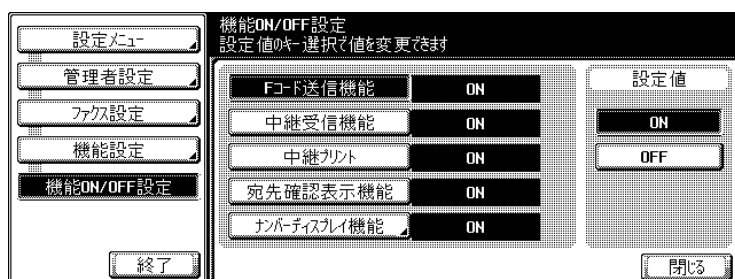 設定メニュー
管理者設定
ファクス設定
機能設定
機能ON/OFF設定
終了
機能ON/OFF設定
設定値のキー選択で値を変更できます
Fコード送信機能 ON
中継受信機能 ON
中継プリント ON
宛先確認表示機能 ON
ナンバーディスプレイ機能 ON
設定値
ON
OFF
閉じる